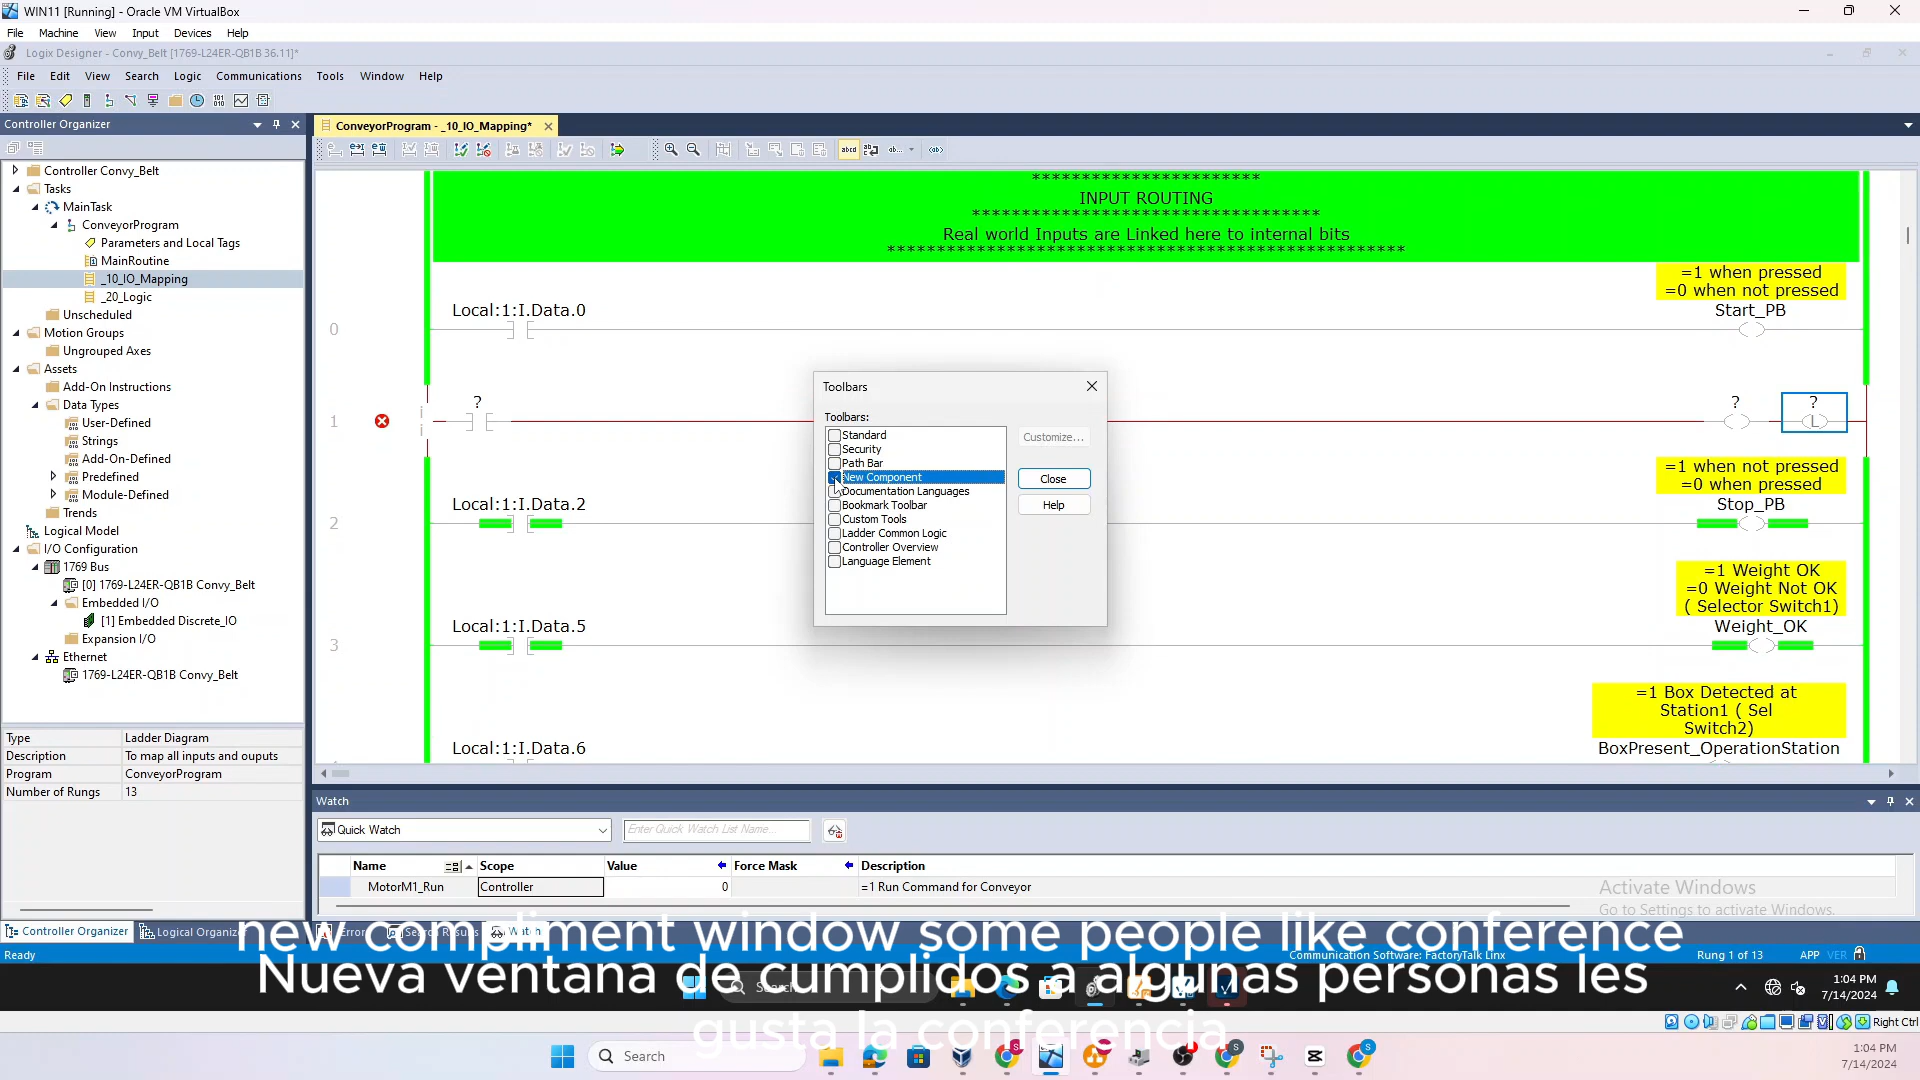 WIN11 [Running] - Oracle VM VirtualBox
File Machine View Input Devices Help
Logix Designer - Convy_Belt [1769-L24ER-QB1B 36.11]*
File Edit View Search Logic Communications Tools Window Help
Controller Organizer
ConveyorProgram - _10_IO_Mapping*
Controller Convy_Belt
Tasks
MainTask
ConveyorProgram
Parameters and Local Tags
MainRoutine
_10_IO_Mapping
_20_Logic
Unscheduled
Motion Groups
Ungrouped Axes
Assets
Add-On Instructions
Data Types
User-Defined
Strings
Add-On-Defined
Predefined
Module-Defined
Trends
Logical Model
I/O Configuration
1769 Bus
[0] 1769-L24ER-QB1B Convy_Belt
Embedded I/O
[1] Embedded Discrete_IO
Expansion I/O
Ethernet
1769-L24ER-QB1B Convy_Belt
Type Ladder Diagram
Description To map all inputs and ouputs
Program ConveyorProgram
Number of Rungs 13
INPUT ROUTING
Real world Inputs are Linked here to internal bits
=1 when pressed
=0 when not pressed
Local:1:I.Data.0 Start_PB
0
1 ? ? ?
L
=1 when not pressed
=0 when pressed
Local:1:I.Data.2 Stop_PB
2
=1 Weight OK
=0 Weight Not OK
( Selector Switch1)
Local:1:I.Data.5 Weight_OK
3
=1 Box Detected at
Station1 ( Sel
Switch2)
Local:1:I.Data.6 BoxPresent_OperationStation
Toolbars
Toolbars:
Standard
Security
Path Bar
New Component
Documentation Languages
Bookmark Toolbar
Custom Tools
Ladder Common Logic
Controller Overview
Language Element
Customize...
Close
Help
Watch
Quick Watch
Enter Quick Watch List Name...
Name Scope Value Force Mask Description
MotorM1_Run Controller 0 =1 Run Command for Conveyor
Activate Windows
Go to Settings to activate Windows.
Controller Organizer
new compliment window some people like conference
Nueva ventana de cumplidos a algunas personas les
gusta la conferencia
Ready
Communication Software: FactoryTalk Linx
Rung 1 of 13
APP VER
1:04 PM
7/14/2024
Right Ctrl
Search
1:04 PM
7/14/2024